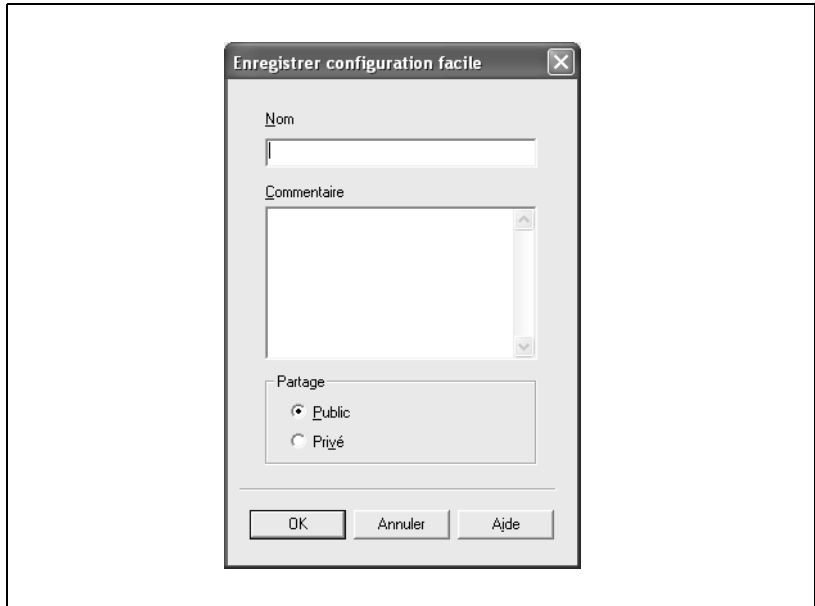 Enregistrer configuration facile
Nom
Commentaire
Partage
Public
Privé
OK Annuler Aide